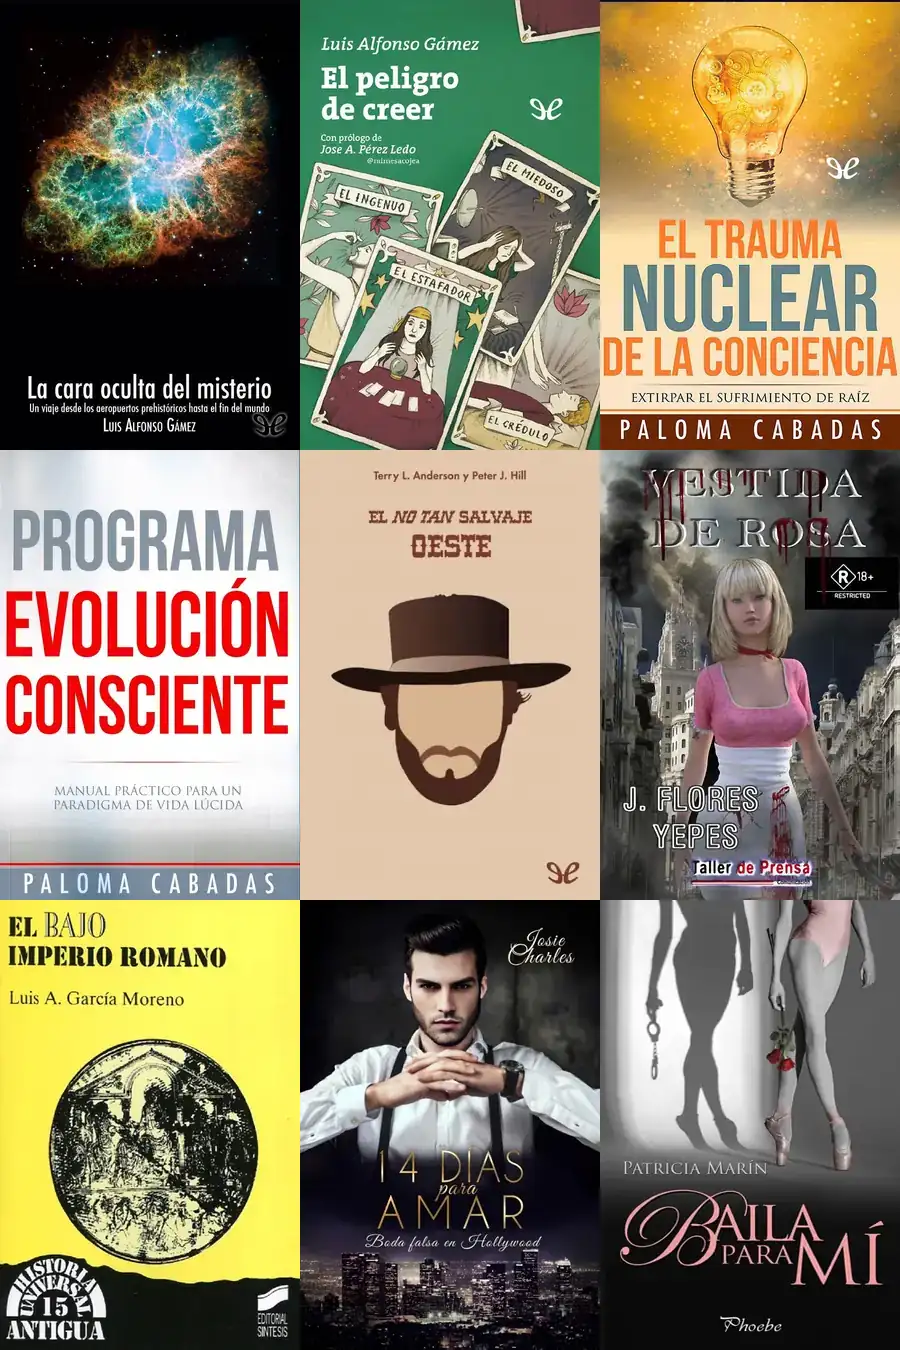 La cara oculta del misterio
Un viaje desde los aeropuertos prehistóricos hasta el fin del mundo
Luis Alfonso Gámez
Luis Alfonso Gámez
El peligro
de creer
Con prólogo de
Jose A. Pérez Ledo
@mimesacojea
EL INGENUO
EL MIEDOSO
EL ESTAFADOR
EL CRÉDULO
EL TRAUMA
NUCLEAR
DE LA CONCIENCIA
EXTIRPAR EL SUFRIMIENTO DE RAÍZ
PALOMA CABADAS
PROGRAMA
EVOLUCIÓN
CONSCIENTE
MANUAL PRÁCTICO PARA UN
PARADIGMA DE VIDA LÚCIDA
PALOMA CABADAS
Terry L. Anderson y Peter J. Hill
EL NO TAN SALVAJE
OESTE
VESTIDA
DE ROSA
R 18+
RESTRICTED
J. FLORES
YEPES
Taller de Prensa
Comunicación
EL BAJO
IMPERIO ROMANO
Luis A. García Moreno
HISTORIA
UNIVERSAL
15
ANTIGUA
EDITORIAL
SINTESIS
Josie
Charles
14 DÍAS
para
AMAR
Boda falsa en Hollywood
PATRICIA MARÍN
BAILA
PARA MÍ
Phoebe